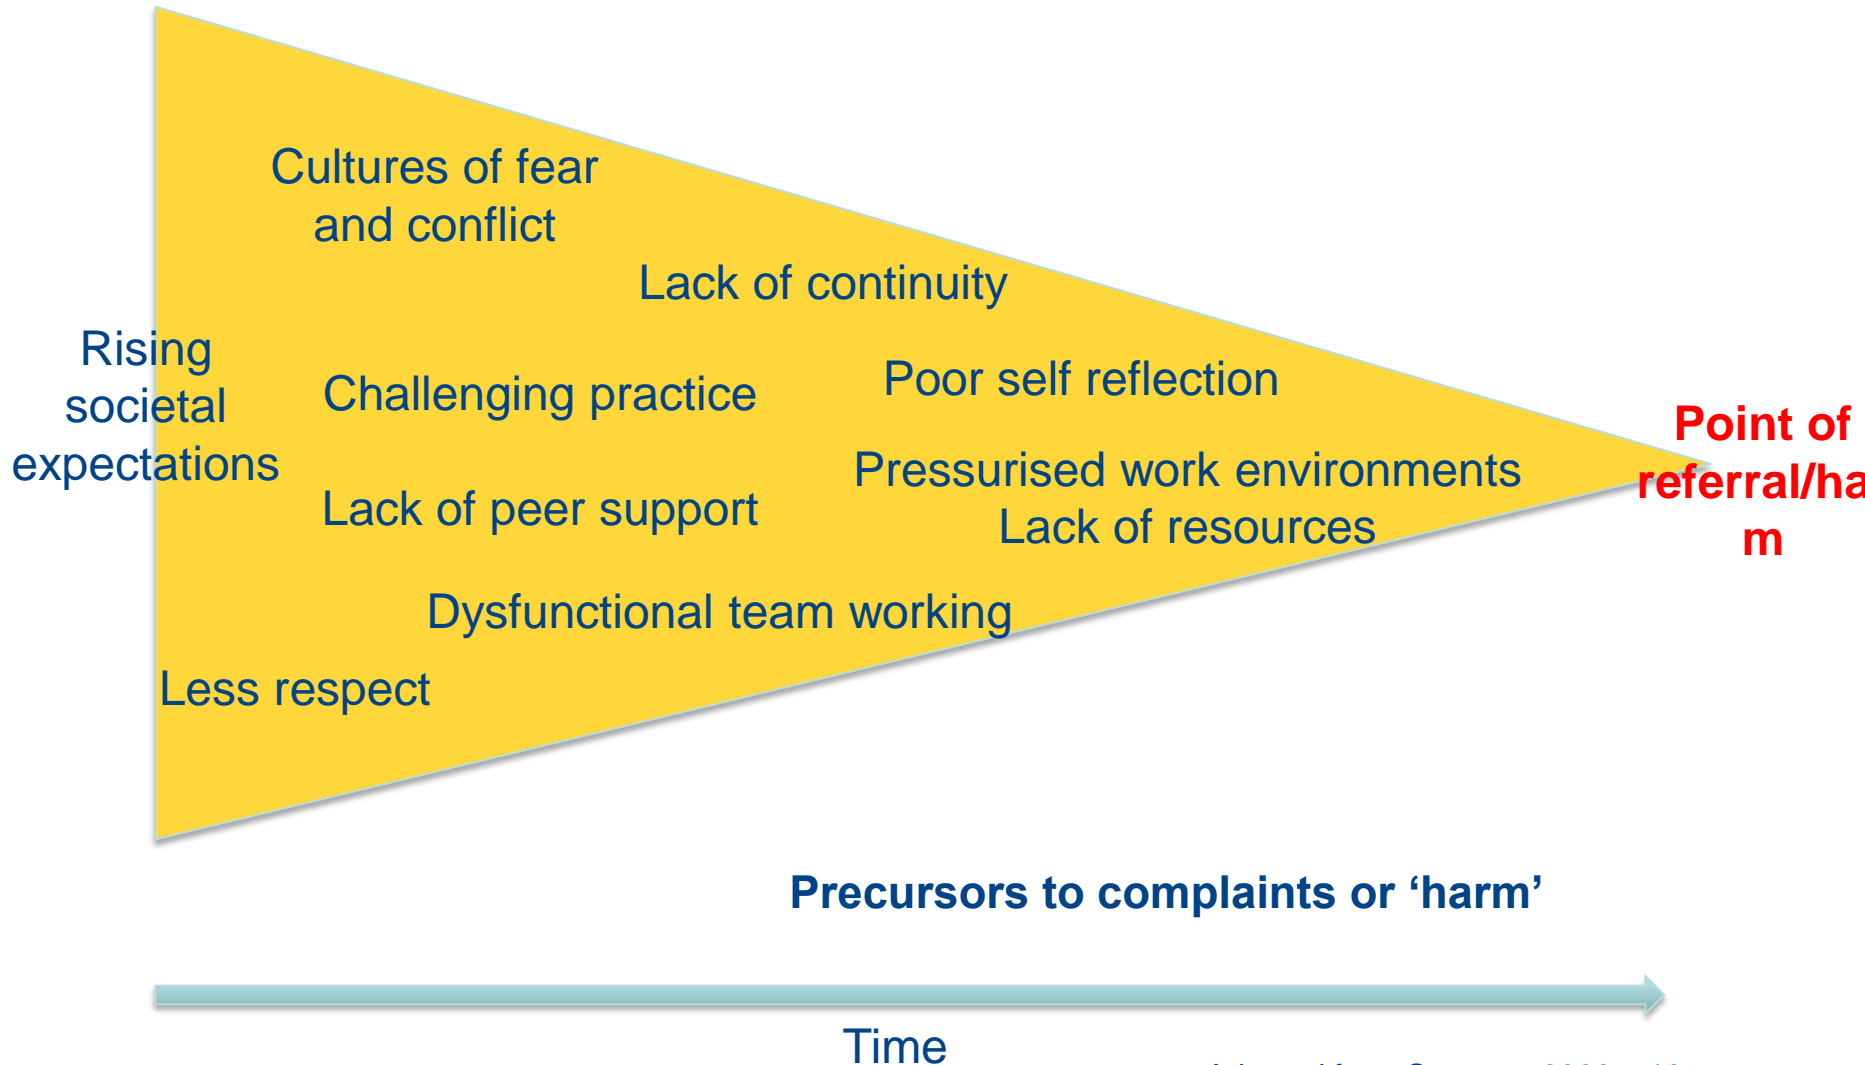 Cultures of fear
and conflict
Lack of continuity
Rising
societal
expectations
Challenging practice
Poor self reflection
Lack of peer support
Pressurised work environments
Lack of resources
Point of
referral/ha
m
Dysfunctional team working
Less respect
Precursors to complaints or ‘harm’
Time